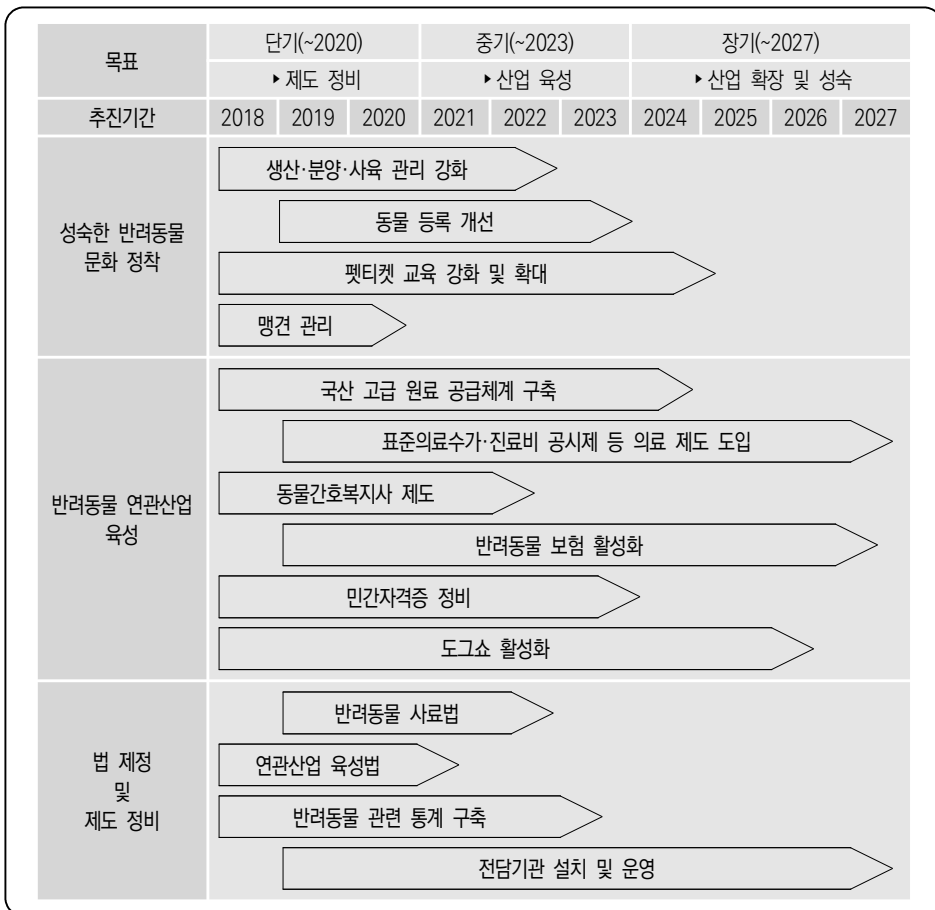 목표
단기(~2020)
중기(~2023)
장기(~2027)
▸제도 정비
▸산업 육성
▸산업 확장 및 성숙
추진기간
2018
2019
2020
2021
2022
2023
2024
2025
2026
2027
성숙한 반려동물
문화 정착
생산·분양·사육 관리 강화
동물 등록 개선
펫티켓 교육 강화 및 확대
맹견 관리
반려동물 연관산업
육성
국산 고급 원료 공급체계 구축
표준의료수가·진료비 공시제 등 의료 제도 도입
동물간호복지사 제도
반려동물 보험 활성화
민간자격증 정비
도그쇼 활성화
법 제정
및
제도 정비
반려동물 사료법
연관산업 육성법
반려동물 관련 통계 구축
전담기관 설치 및 운영